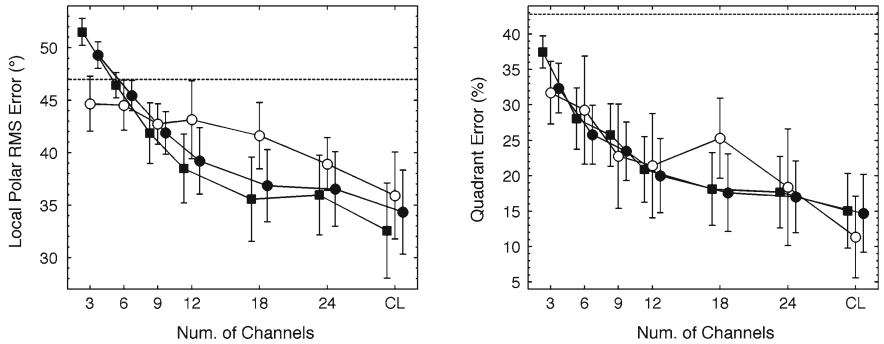 Local Polar RMS Error (°)
50
45
40
35
30
3 6 9 12 18 24 CL
Num. of Channels
Quadrant Error (%)
40
35
30
25
20
15
10
5
3 6 9 12 18 24 CL
Num. of Channels